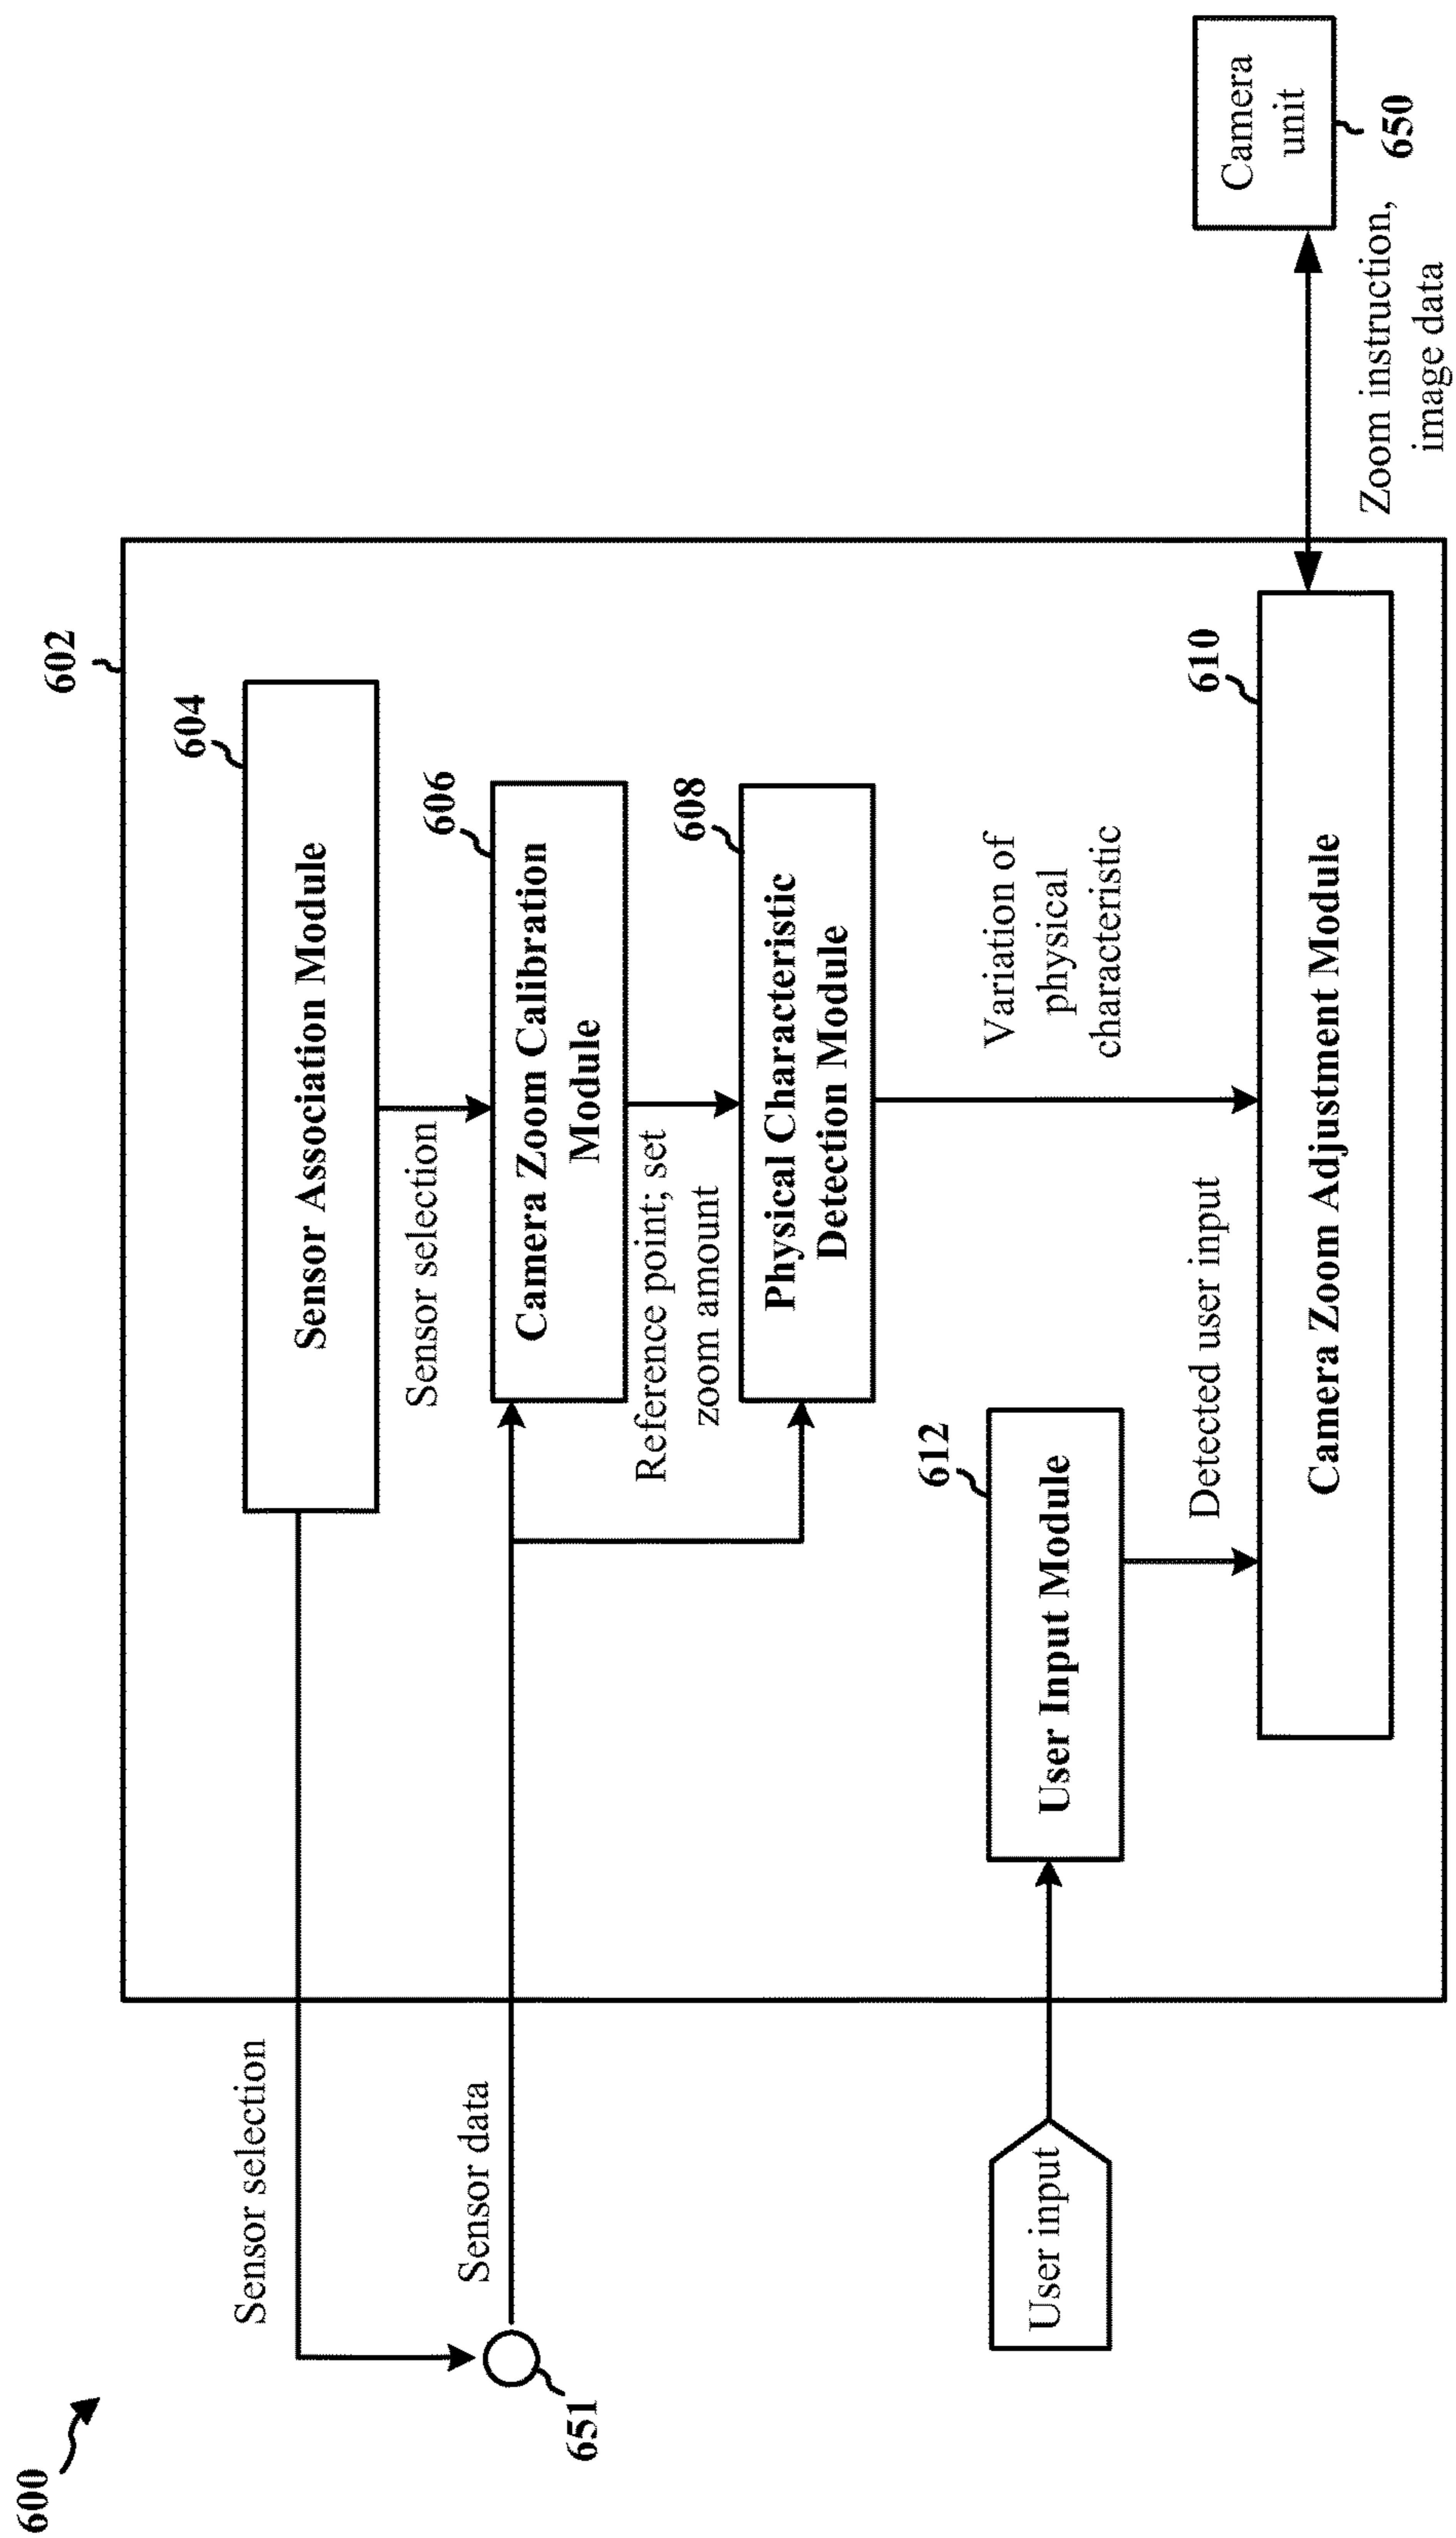 600
602
604
Sensor Association Module
Sensor selection
Sensor selection
606
Camera Zoom Calibration
Module
Sensor data
651
Reference point; set
zoom amount
608
Physical Characteristic
Detection Module
Variation of
physical
characteristic
612
User Input Module
User input
Detected user input
610
Camera Zoom Adjustment Module
Camera
unit
650
Zoom instruction,
image data